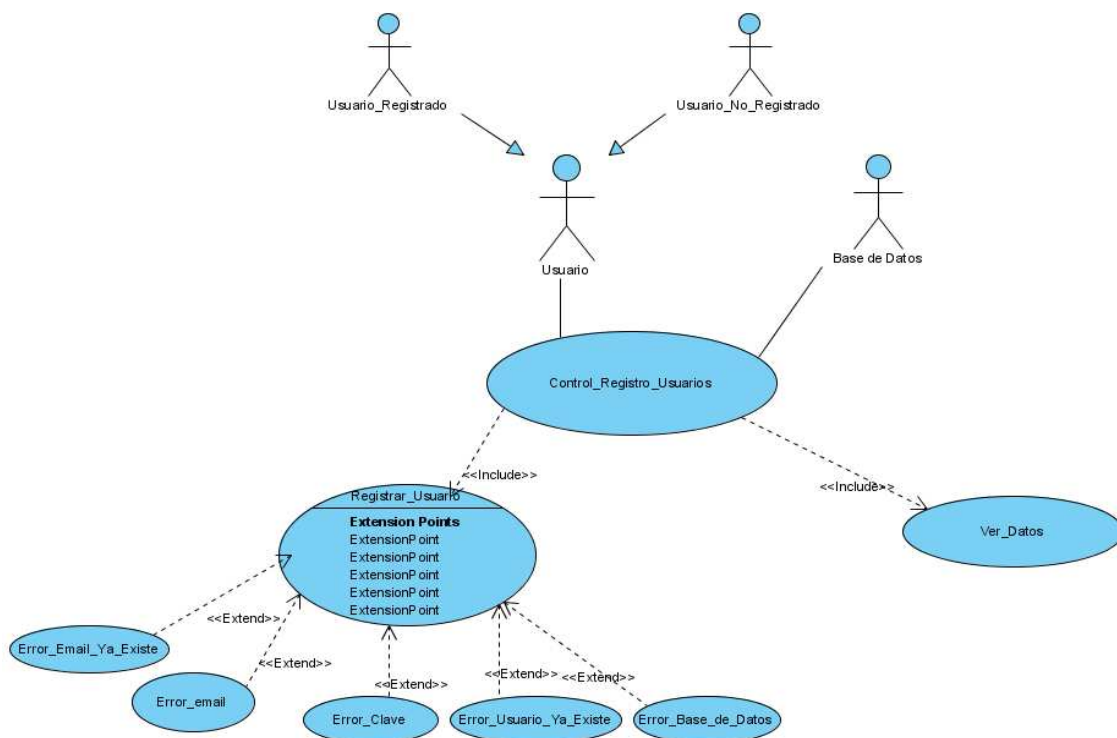 Usuario_Registrado
Usuario_No_Registrado
Usuario
Base de Datos
Control_Registro_Usuarios
<<Include>>
<<Include>>
Registrar_Usuario
Extension Points
ExtensionPoint
ExtensionPoint
ExtensionPoint
ExtensionPoint
ExtensionPoint
Ver_Datos
<<Extend>>
Error_Email_Ya_Existe
<<Extend>>
Error_email
<<Extend>>
Error_Clave
<<Extend>>
Error_Usuario_Ya_Existe
<<Extend>>
Error_Base_de_Datos